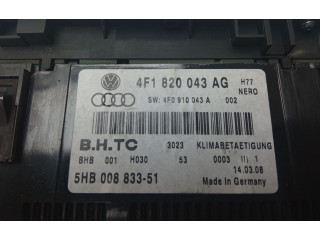 4F1 820 043 AG H77
NERO
SW: 4F0 910 043 A 002
B.H.TC 3023 KLIMABETAETIGUNG
BHB 001 H030 53 0003 II) 1
14.03.08
5HB 008 833-51 Made in Germany